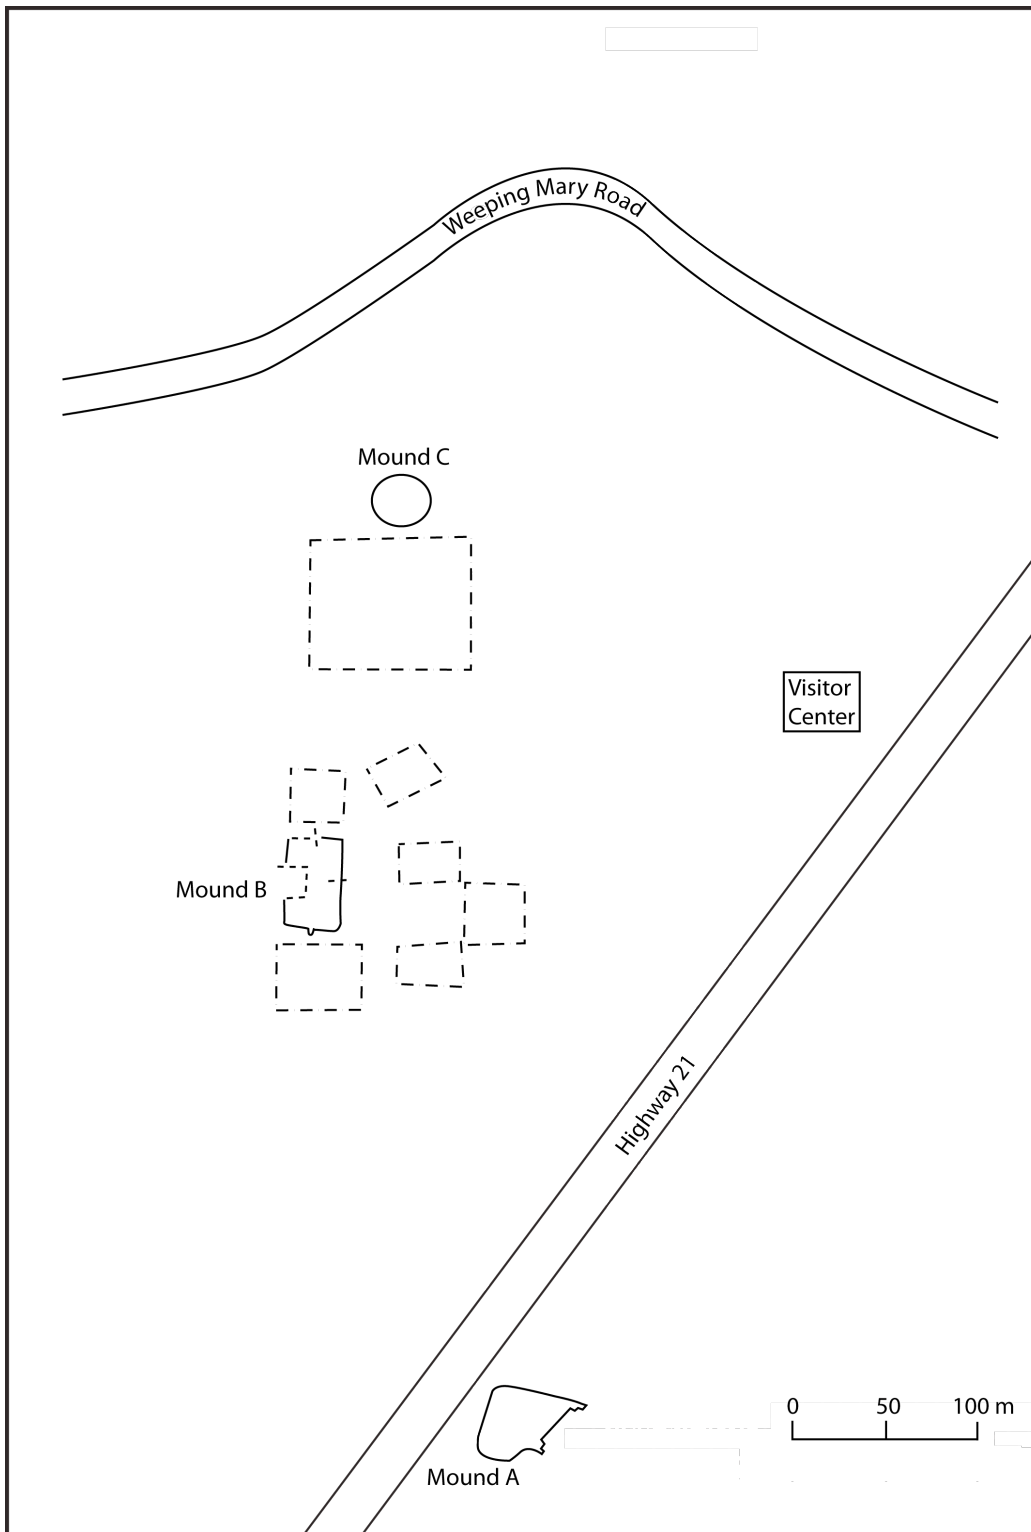 Weeping Mary Road
Mound C
Visitor
Center
Mound B
Highway 21
0 50 100 m
Mound A